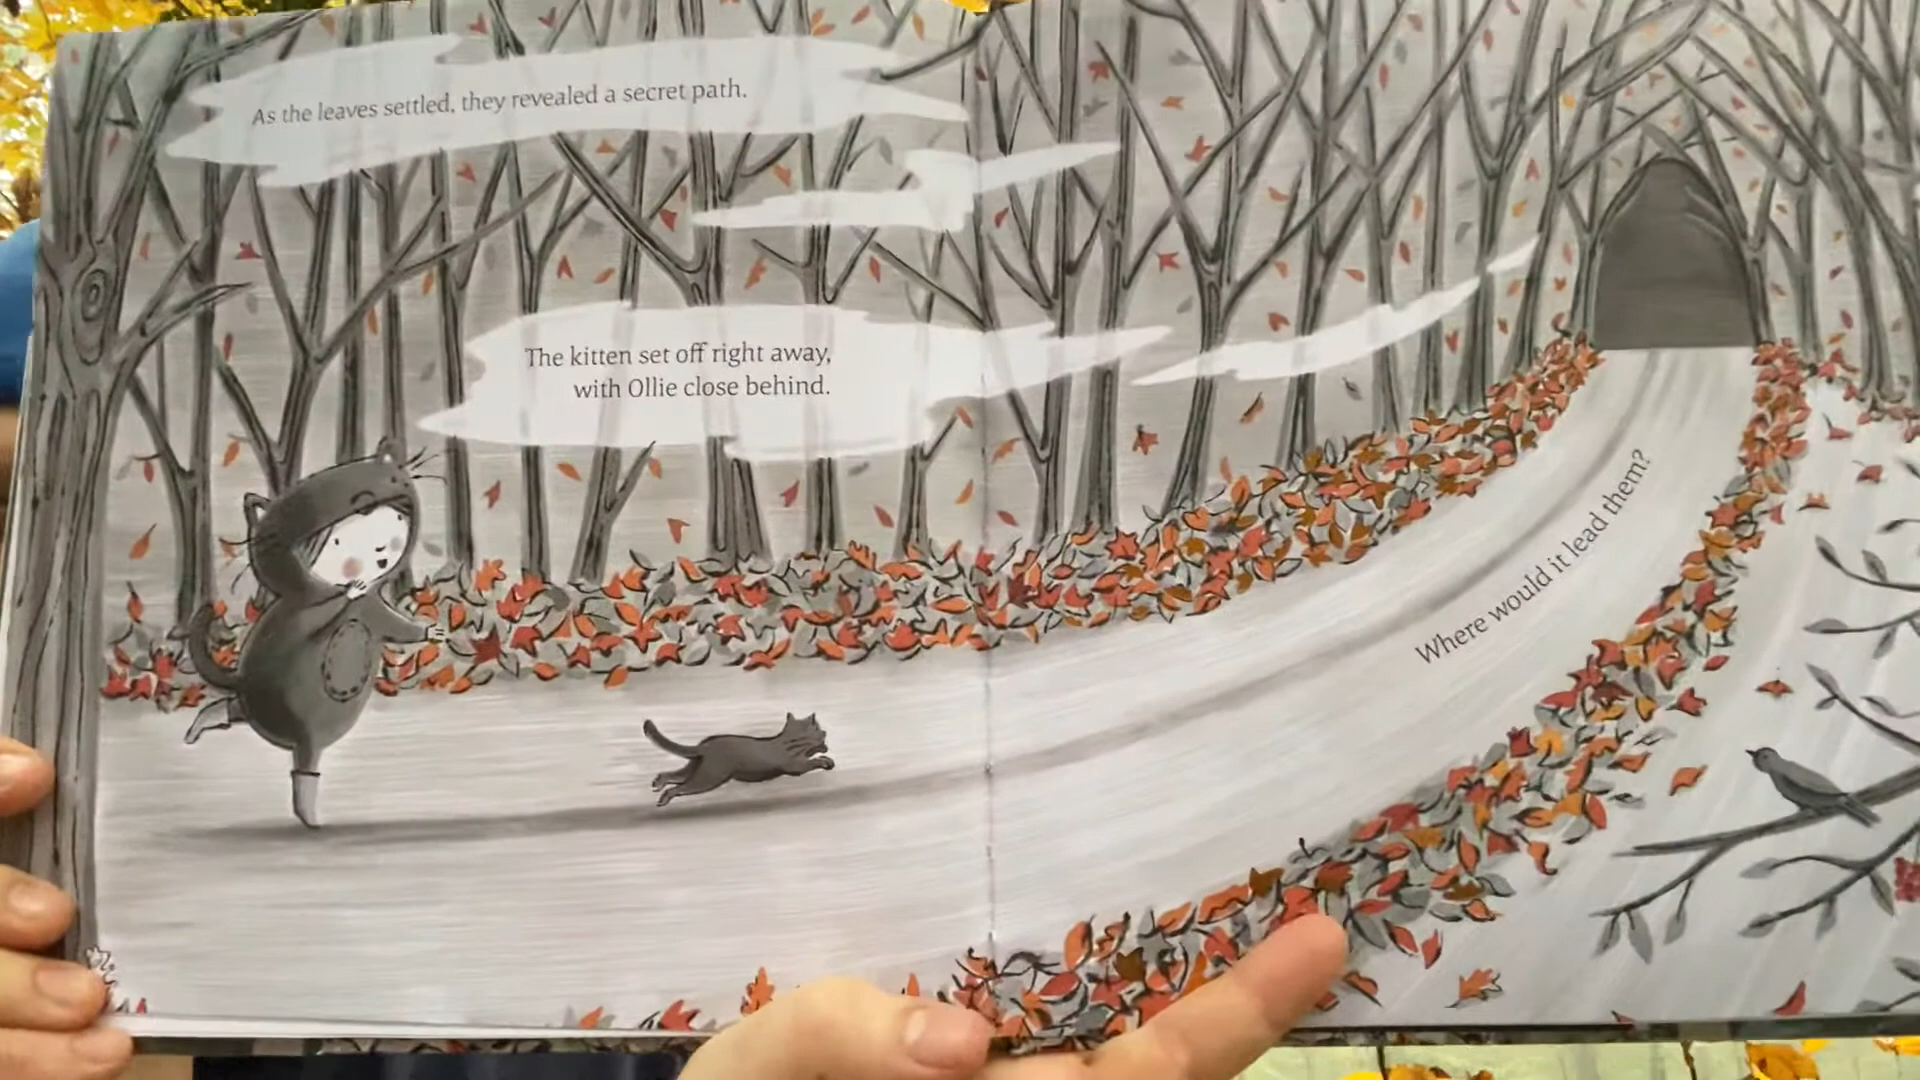 As the leaves settled, they revealed a secret path.
The kitten set off right away,
with Ollie close behind.
Where would it lead them?